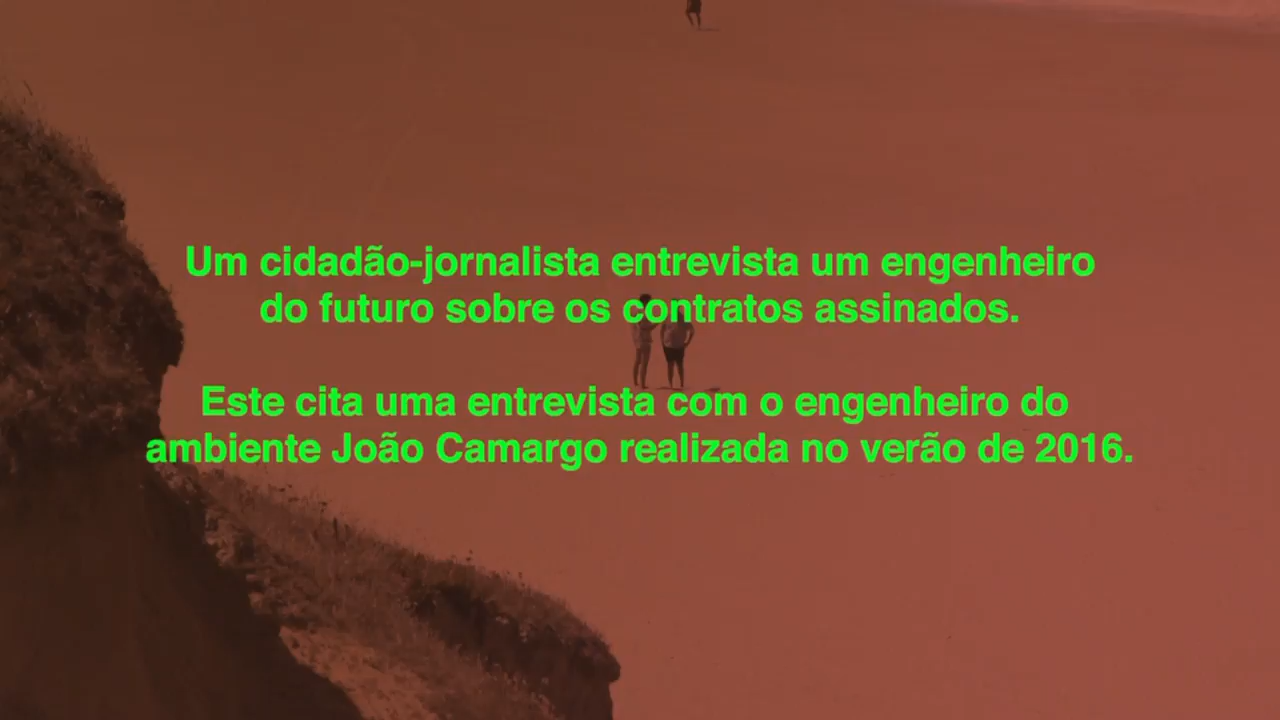 Um cidadão-jornalista entrevista um engenheiro
do futuro sobre os contratos assinados.
Este cita uma entrevista com o engenheiro do
ambiente João Camargo realizada no verão de 2016.